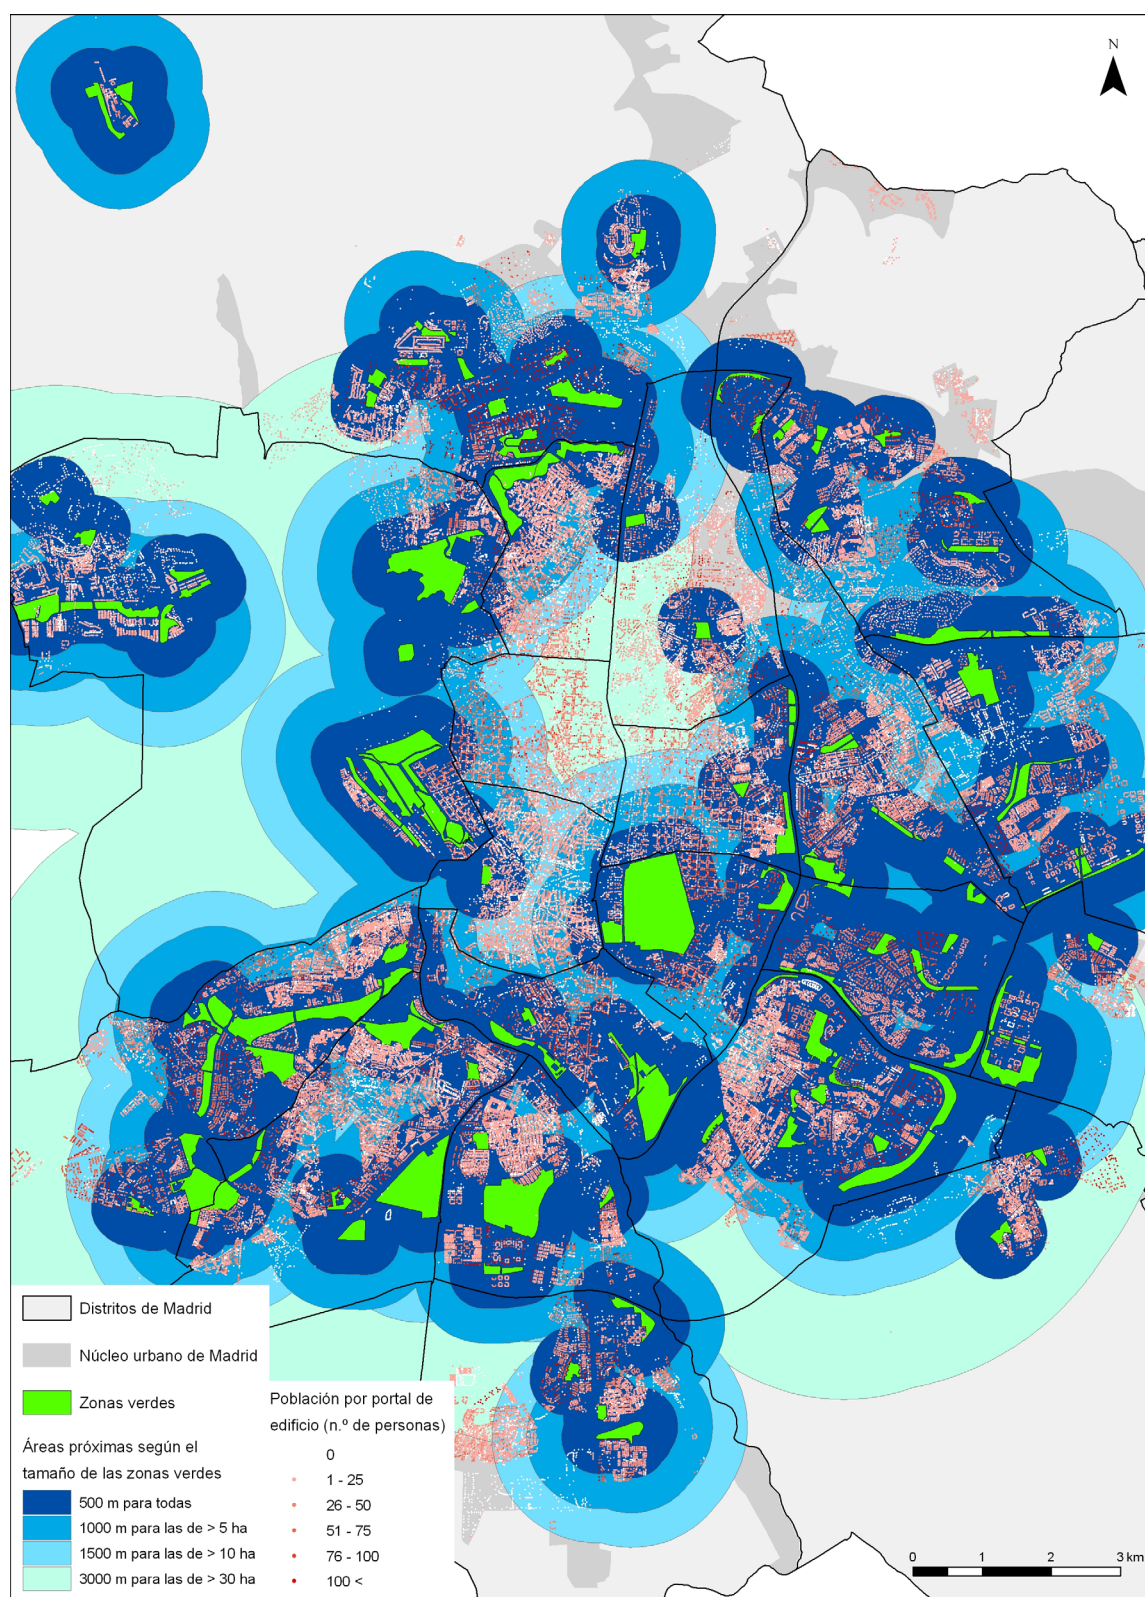 N
Distritos de Madrid
Núcleo urbano de Madrid
Zonas verdes
Áreas próximas según el
tamaño de las zonas verdes
500 m para todas
1000 m para las de > 5 ha
1500 m para las de > 10 ha
3000 m para las de > 30 ha
Población por portal de
edificio (n.º de personas)
0
1 - 25
26 - 50
51 - 75
76 - 100
100 <
0 1 2 3 km